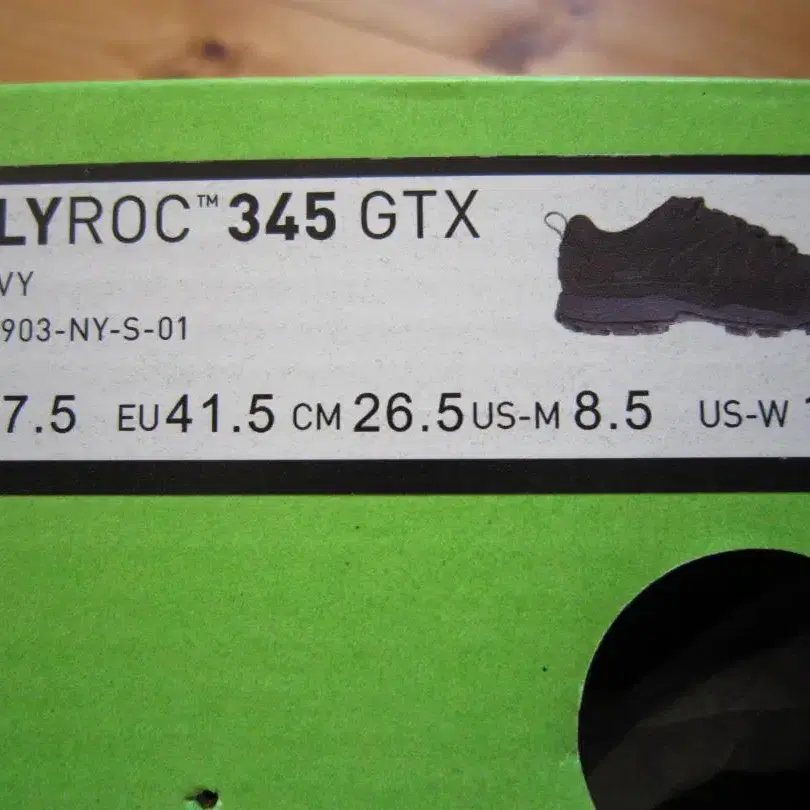 LYROC™ 345 GTX
VY
903-NY-S-01
7.5 EU 41.5 CM 26.5 US-M 8.5 US-W